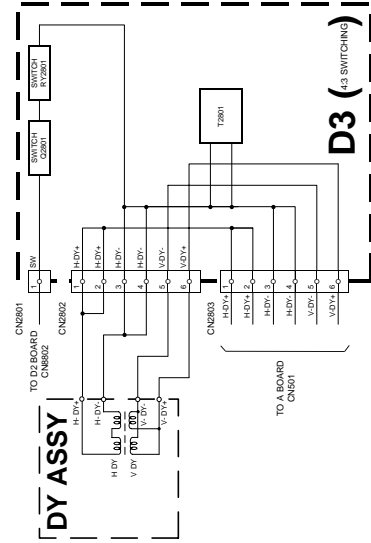 D3 (4:3 SWITCHING)
SWITCH
RY2801
SWITCH
Q2801
T2801
CN2801
SW
1
TO D2 BOARD
CN8802
CN2802
1 H-DY+
2 H-DY+
3 H-DY-
4 H-DY-
5 V-DY-
6 V-DY+
CN2803
1 H-DY+
2 H-DY+
3 H-DY-
4 H-DY-
5 V-DY-
6 V-DY+
TO A BOARD
CN501
DY ASSY
H- DY+
H- DY-
V- DY-
V- DY+
H DY
V DY